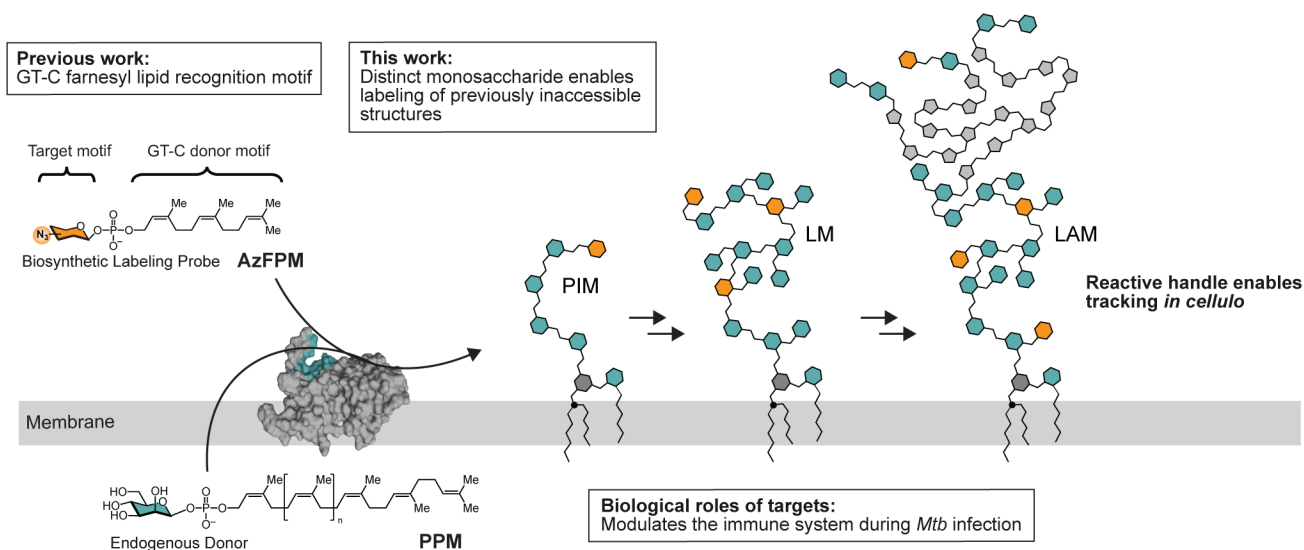 Previous work:
GT-C farnesyl lipid recognition motif
This work:
Distinct monosaccharide enables
labeling of previously inaccessible
structures
Target motif
GT-C donor motif
N3
O
O
P
O
O−
O
Me
Me
Me
Me
Biosynthetic Labeling Probe
AzFPM
PIM
LM
LAM
Reactive handle enables
tracking in cellulo
Membrane
HO
OH
O
HO
HO
O
P
O
O−
O
Me
Me
n
Me
Me
Me
Me
Endogenous Donor
PPM
Biological roles of targets:
Modulates the immune system during Mtb infection